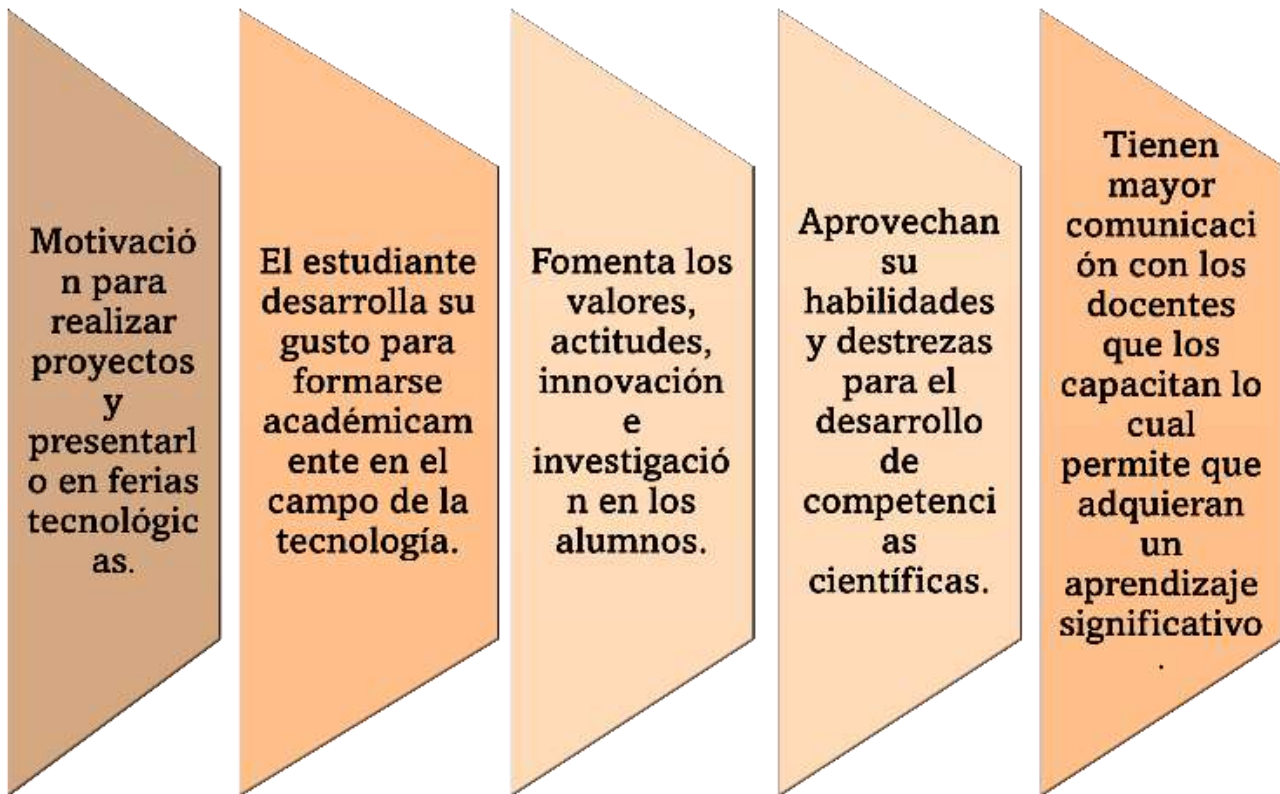 Motivació
n para
realizar
proyectos
y
presentarl
o en ferias
tecnológic
as.
El estudiante
desarrolla su
gusto para
formarse
académicam
ente en el
campo de la
tecnología.
Fomenta los
valores,
actitudes,
innovación
e
investigació
n en los
alumnos.
Aprovechan
su
habilidades
y destrezas
para el
desarrollo
de
competenci
as
científicas.
Tienen
mayor
comunicaci
ón con los
docentes
que los
capacitan lo
cual
permite que
adquieran
un
aprendizaje
significativo
.